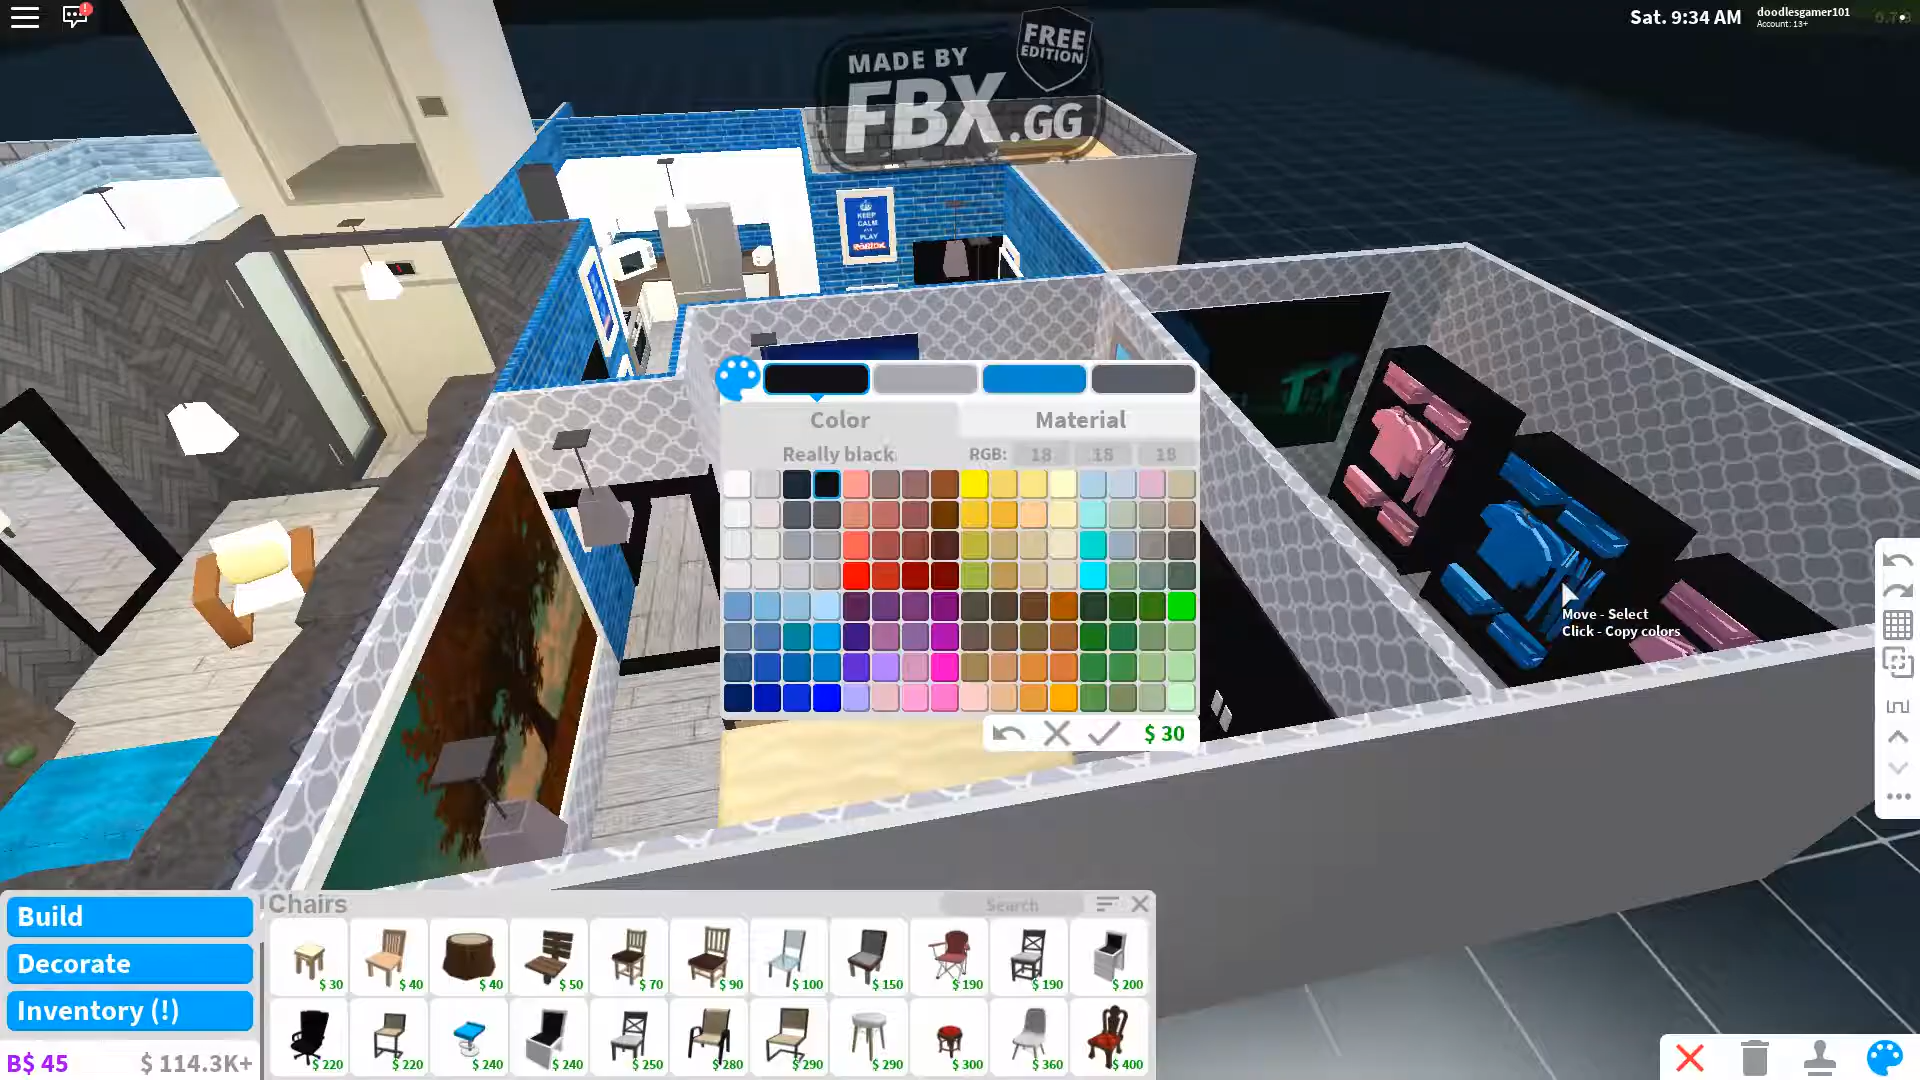 Sat. 9:34 AM
doodlesgamer101
Account: 13+
MADE BY
FBX.GG
FREE
EDITION
KEEP
CALM
AND
PLAY
ROBLOX
Color
Material
Really black
RGB: 18 18 18
Move - Select
Click - Copy colors
$ 30
Build
Decorate
Inventory (!)
B$ 45
$ 114.3K+
Chairs
Search
$ 30
$ 40
$ 40
$ 50
$ 70
$ 90
$ 100
$ 150
$ 190
$ 190
$ 200
$ 220
$ 220
$ 240
$ 240
$ 250
$ 280
$ 290
$ 290
$ 300
$ 360
$ 400